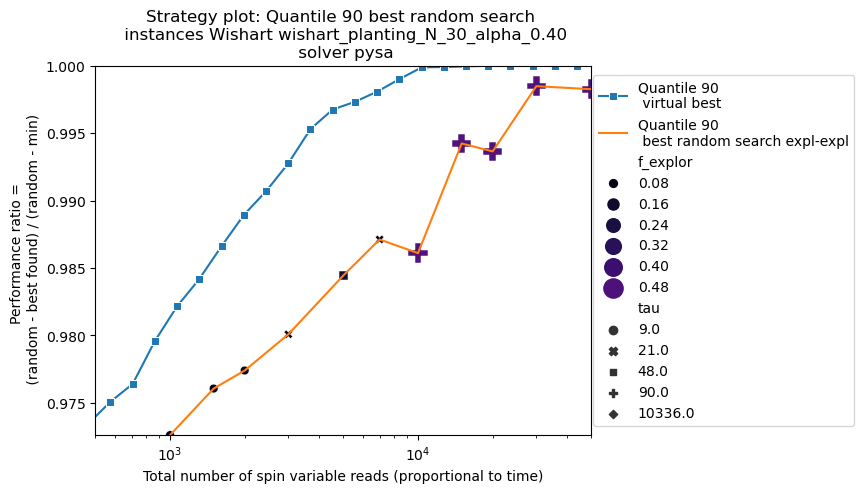 Strategy plot: Quantile 90 best random search
instances Wishart wishart_planting_N_30_alpha_0.40
solver pysa
1.000
0.995
0.990
0.985
0.980
0.975
Performance ratio =
(random - best found) / (random - min)
10³
10⁴
Total number of spin variable reads (proportional to time)
Quantile 90
virtual best
Quantile 90
best random search expl-expl
f_explor
0.08
0.16
0.24
0.32
0.40
0.48
tau
9.0
21.0
48.0
90.0
10336.0